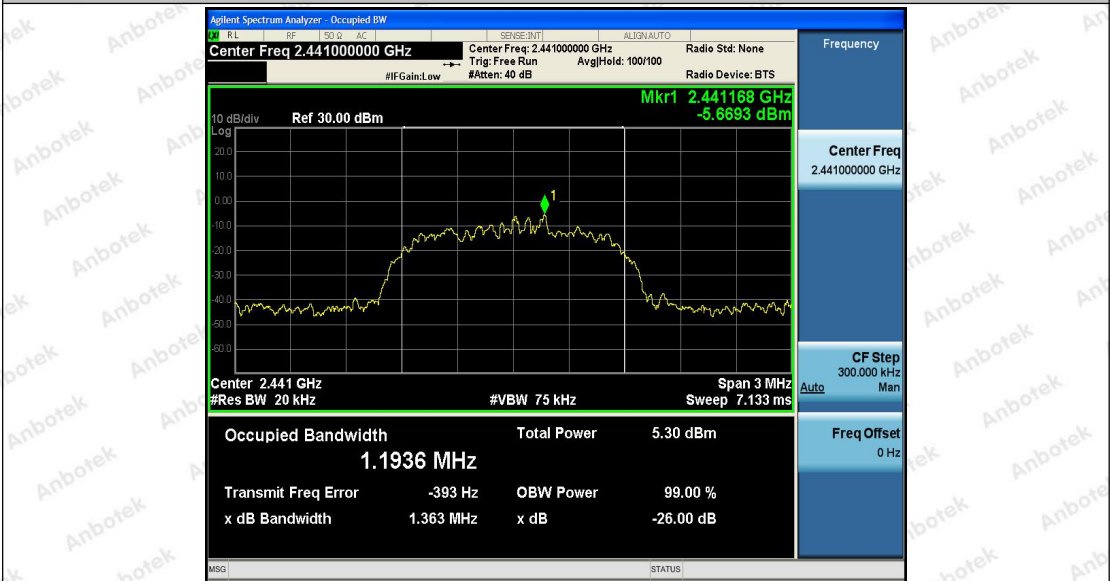 Agilent Spectrum Analyzer - Occupied BW
RL RF 50 Ω AC SENSE:INT ALIGNAUTO
Center Freq 2.441000000 GHz
Center Freq: 2.441000000 GHz Radio Std: None
Trig: Free Run Avg|Hold: 100/100
#IFGain:Low #Atten: 40 dB Radio Device: BTS
Mkr1 2.441168 GHz
-5.6693 dBm
10 dB/div Ref 30.00 dBm
Log
20.0
10.0
0.00
1
-10.0
-20.0
-30.0
-40.0
-50.0
-60.0
Center 2.441 GHz Span 3 MHz
#Res BW 20 kHz #VBW 75 kHz Sweep 7.133 ms
Occupied Bandwidth Total Power 5.30 dBm
1.1936 MHz
Transmit Freq Error -393 Hz OBW Power 99.00 %
x dB Bandwidth 1.363 MHz x dB -26.00 dB
MSG STATUS
Frequency
Center Freq
2.441000000 GHz
CF Step
300.000 kHz
Auto Man
Freq Offset
0 Hz
Anbotek